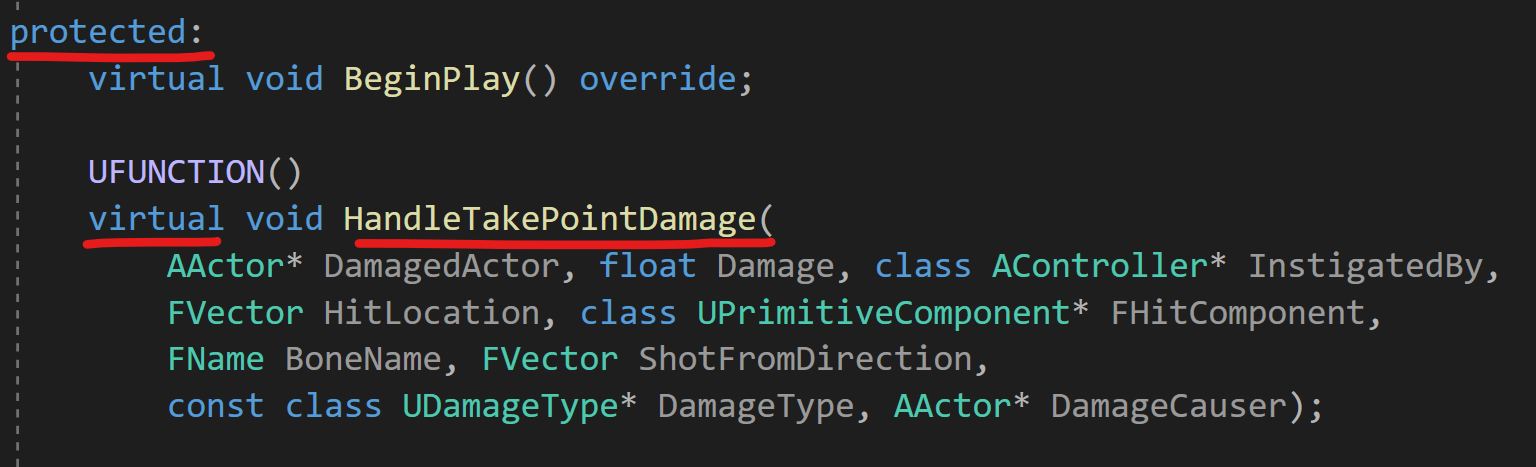 protected:
virtual void BeginPlay() override;
UFUNCTION()
virtual void HandleTakePointDamage(
AActor* DamagedActor, float Damage, class AController* InstigatedBy,
FVector HitLocation, class UPrimitiveComponent* FHitComponent,
FName BoneName, FVector ShotFromDirection,
const class UDamageType* DamageType, AActor* DamageCauser);